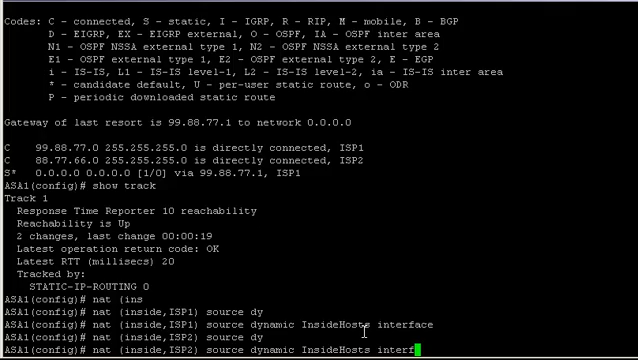 Codes: C - connected, S - static, I - IGRP, R - RIP, M - mobile, B - BGP
D - EIGRP, EX - EIGRP external, O - OSPF, IA - OSPF inter area
N1 - OSPF NSSA external type 1, N2 - OSPF NSSA external type 2
E1 - OSPF external type 1, E2 - OSPF external type 2, E - EGP
i - IS-IS, L1 - IS-IS level-1, L2 - IS-IS level-2, ia - IS-IS inter area
* - candidate default, U - per-user static route, o - ODR
P - periodic downloaded static route
Gateway of last resort is 99.88.77.1 to network 0.0.0.0
C 99.88.77.0 255.255.255.0 is directly connected, ISP1
C 88.77.66.0 255.255.255.0 is directly connected, ISP2
S* 0.0.0.0 0.0.0.0 [1/0] via 99.88.77.1, ISP1
ASA1(config)# show track
Track 1
Response Time Reporter 10 reachability
Reachability is Up
2 changes, last change 00:00:19
Latest operation return code: OK
Latest RTT (millisecs) 20
Tracked by:
STATIC-IP-ROUTING 0
ASA1(config)# nat (ins
ASA1(config)# nat (inside,ISP1) source dy
ASA1(config)# nat (inside,ISP1) source dynamic InsideHosts interface
ASA1(config)# nat (inside,ISP2) source dy
ASA1(config)# nat (inside,ISP2) source dynamic InsideHosts interf